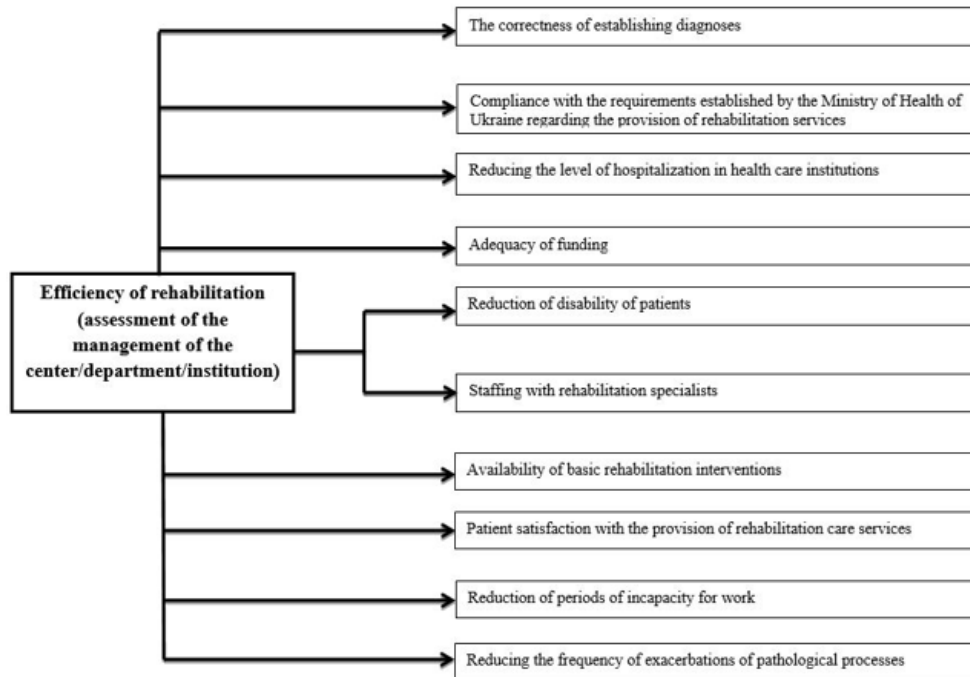 The correctness of establishing diagnoses
Compliance with the requirements established by the Ministry of Health of
Ukraine regarding the provision of rehabilitation services
Reducing the level of hospitalization in health care institutions
Adequacy of funding
Efficiency of rehabilitation
(assessment of the
management of the
center/department/institution)
Reduction of disability of patients
Staffing with rehabilitation specialists
Availability of basic rehabilitation interventions
Patient satisfaction with the provision of rehabilitation care services
Reduction of periods of incapacity for work
Reducing the frequency of exacerbations of pathological processes